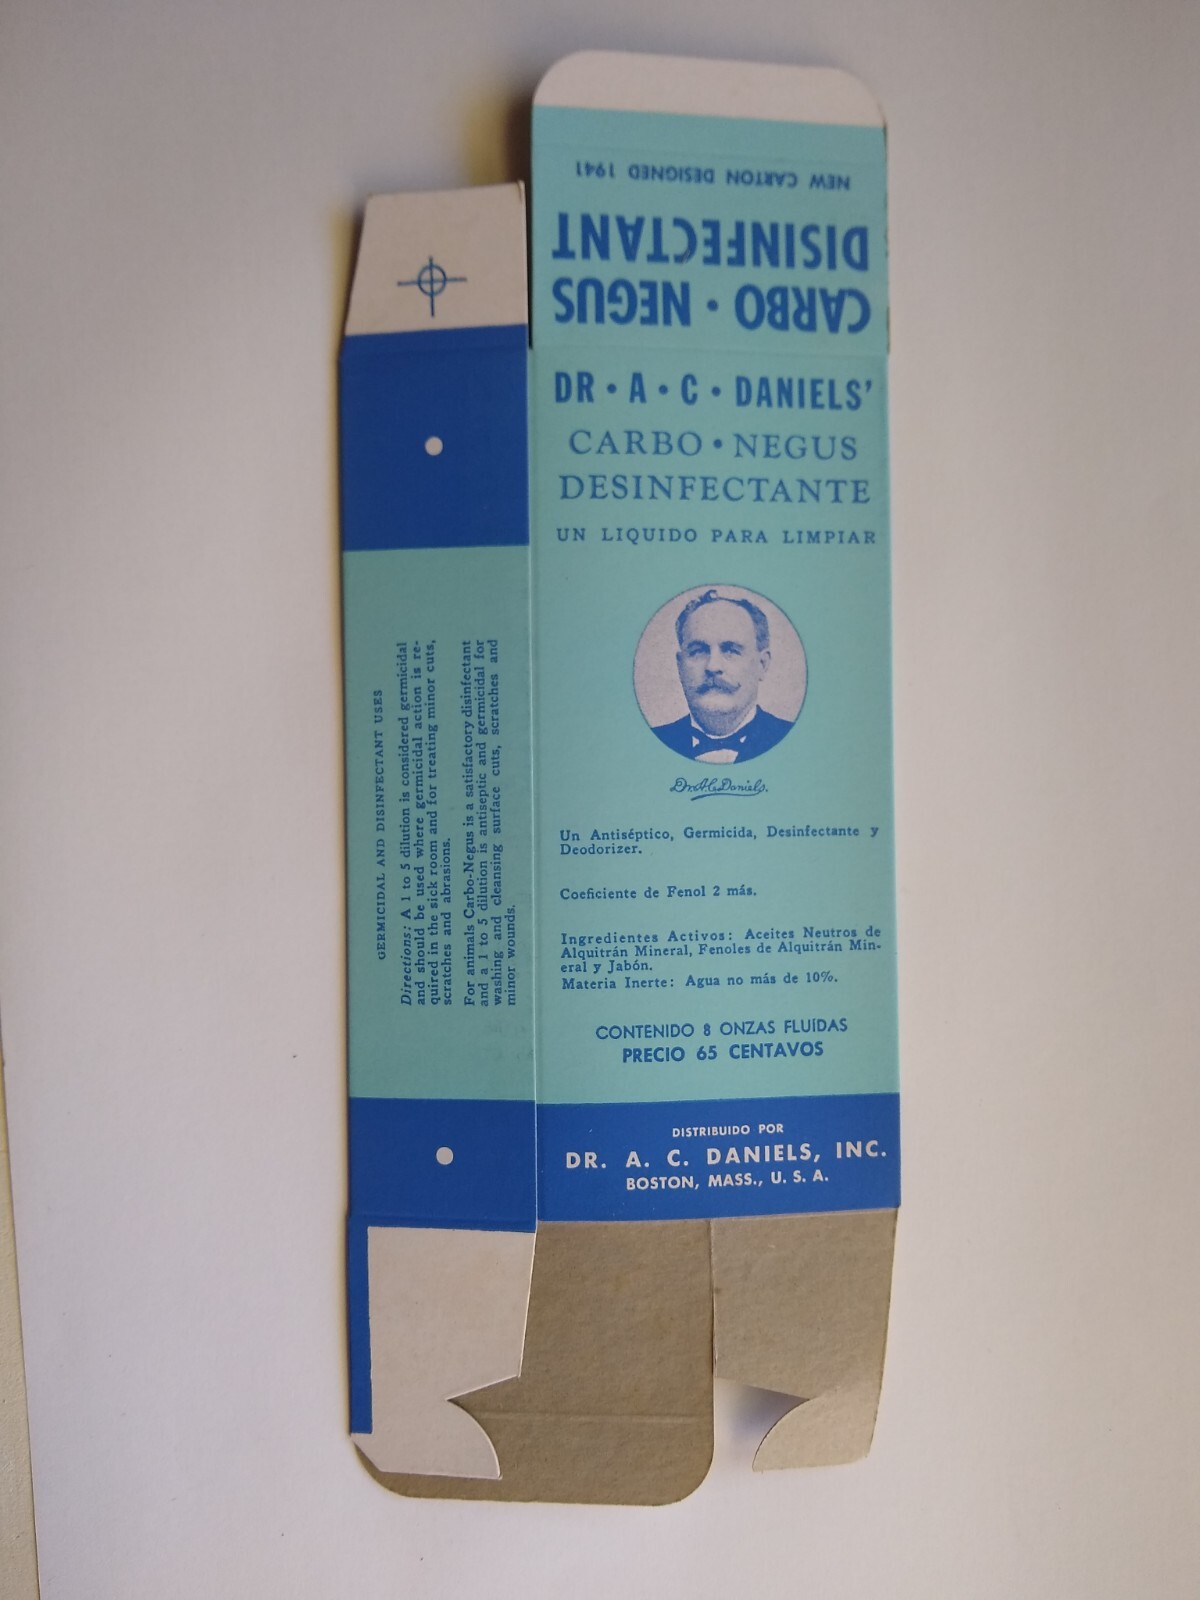 NEW CARTON DESIGNED 1941
CARBO • NEGUS
DISINFECTANT
DR • A • C • DANIELS'
CARBO • NEGUS
DESINFECTANTE
UN LIQUIDO PARA LIMPIAR
Dr. A. C. Daniels.
Un Antiséptico, Germicida, Desinfectante y
Deodorizer.
Coeficiente de Fenol 2 más.
Ingredientes Activos: Aceites Neutros de
Alquitrán Mineral, Fenoles de Alquitrán Min-
eral y Jabón.
Materia Inerte: Agua no más de 10%.
CONTENIDO 8 ONZAS FLUÍDAS
PRECIO 65 CENTAVOS
DISTRIBUIDO POR
DR. A. C. DANIELS, INC.
BOSTON, MASS., U. S. A.
GERMICIDAL AND DISINFECTANT USES
Directions: A 1 to 5 dilution is considered germicidal
and should be used where germicidal action is re-
quired in the sick room and for treating minor cuts,
scratches and abrasions.
For animals Carbo-Negus is a satisfactory disinfectant
and a 1 to 5 dilution is antiseptic and germicidal for
washing and cleansing surface cuts, scratches and
minor wounds.